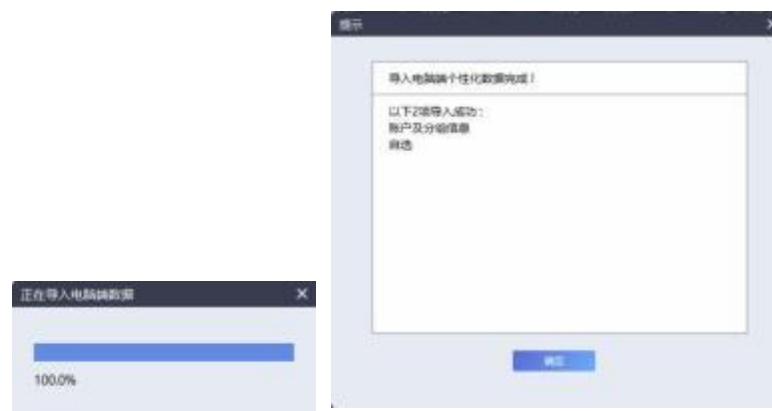 正在导入电脑端数据
100.0%
提示
导入电脑端个性化数据完成！
以下2项导入成功：
账户及分组信息
自选
确定